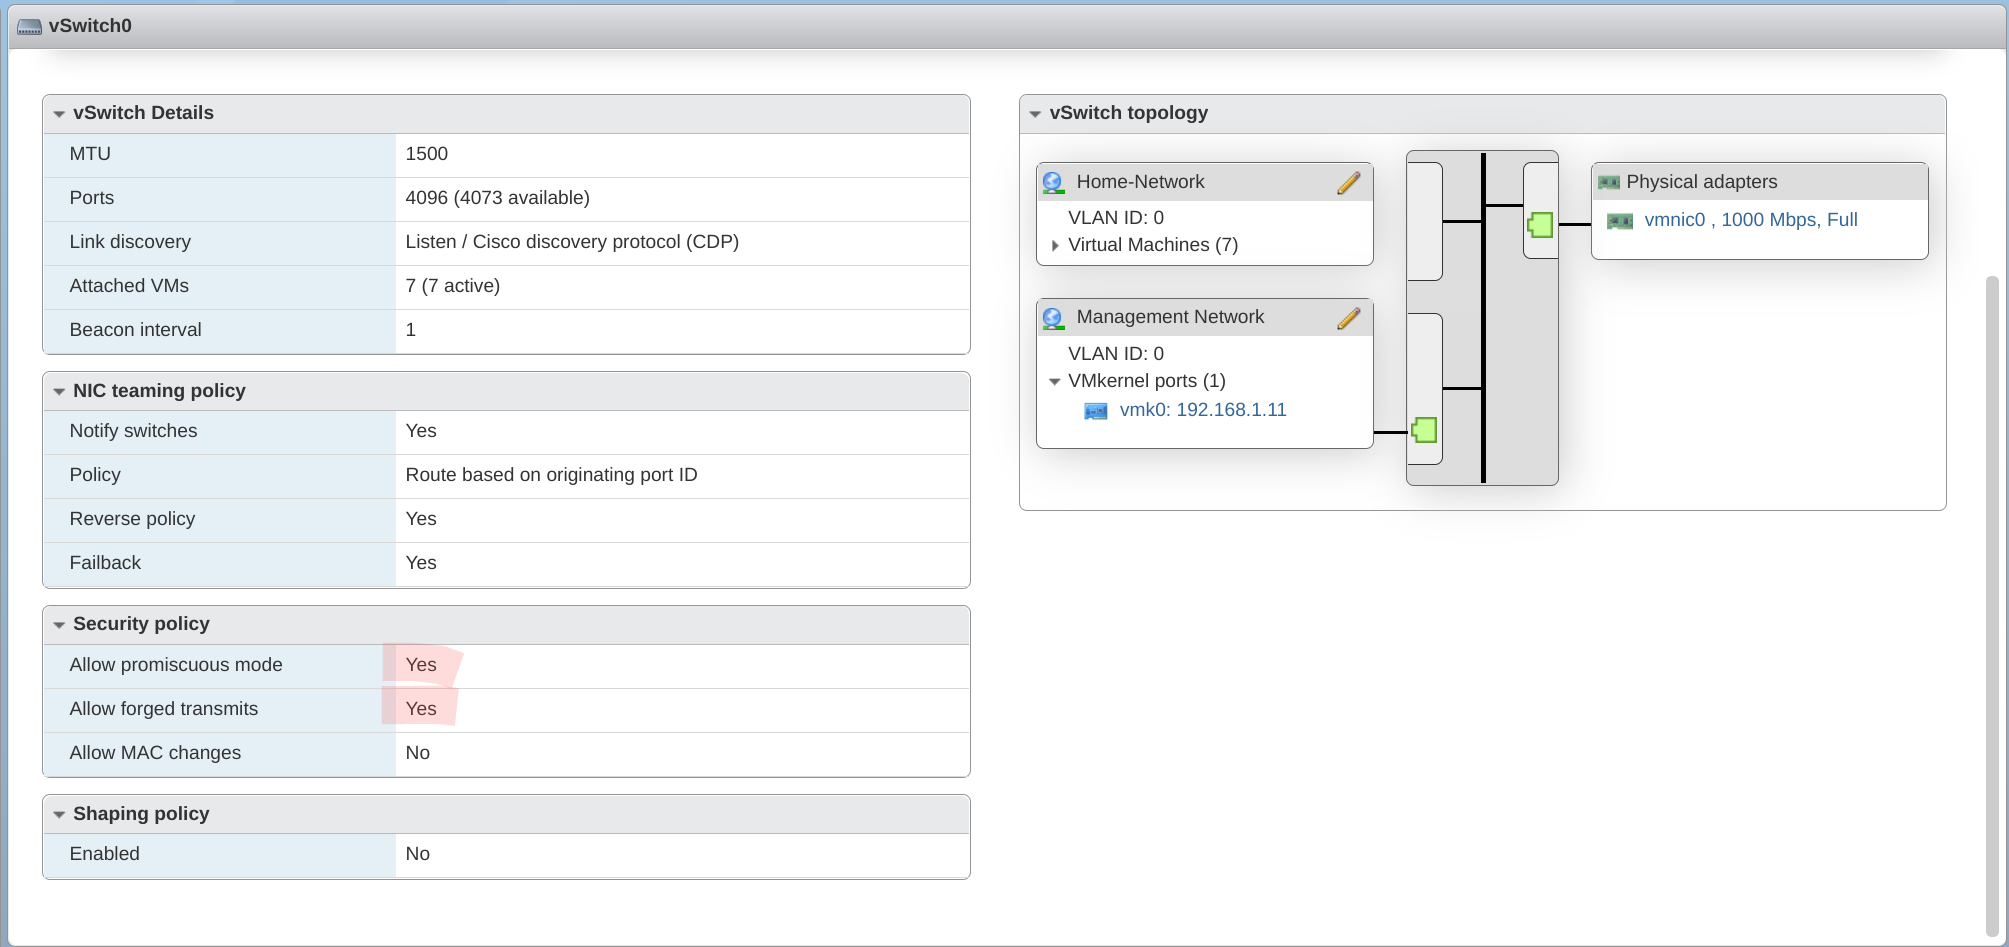 vSwitch0
vSwitch Details
MTU 1500
Ports 4096 (4073 available)
Link discovery Listen / Cisco discovery protocol (CDP)
Attached VMs 7 (7 active)
Beacon interval 1
NIC teaming policy
Notify switches Yes
Policy Route based on originating port ID
Reverse policy Yes
Failback Yes
Security policy
Allow promiscuous mode Yes
Allow forged transmits Yes
Allow MAC changes No
Shaping policy
Enabled No
vSwitch topology
Home-Network
VLAN ID: 0
Virtual Machines (7)
Management Network
VLAN ID: 0
VMkernel ports (1)
vmk0: 192.168.1.11
Physical adapters
vmnic0 , 1000 Mbps, Full